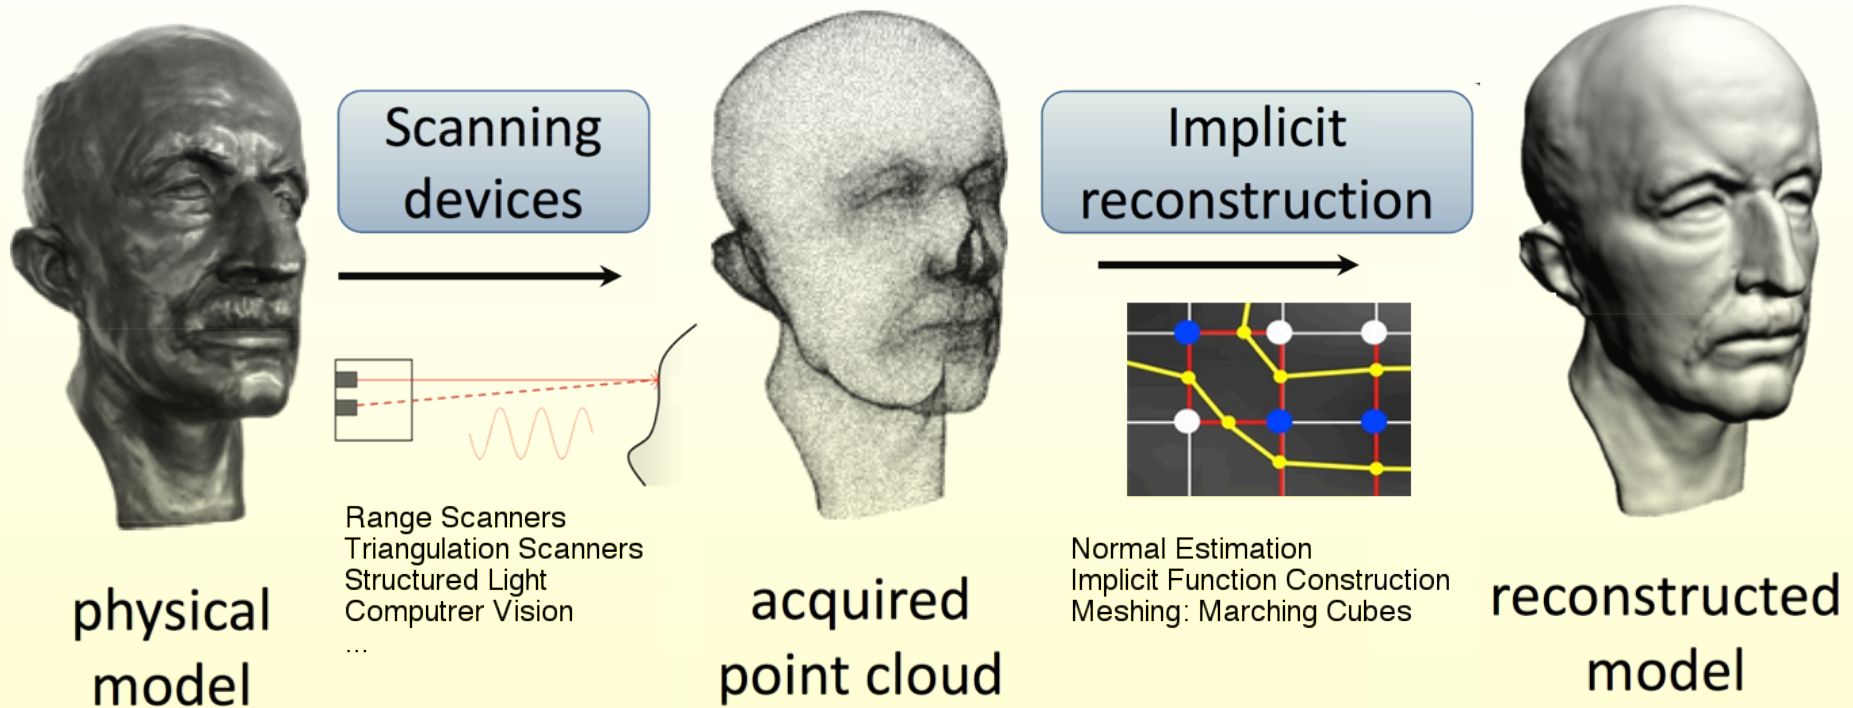 Scanning
devices
Implicit
reconstruction
Range Scanners
Triangulation Scanners
Structured Light
Computrer Vision
...
Normal Estimation
Implicit Function Construction
Meshing: Marching Cubes
physical
model
acquired
point cloud
reconstructed
model